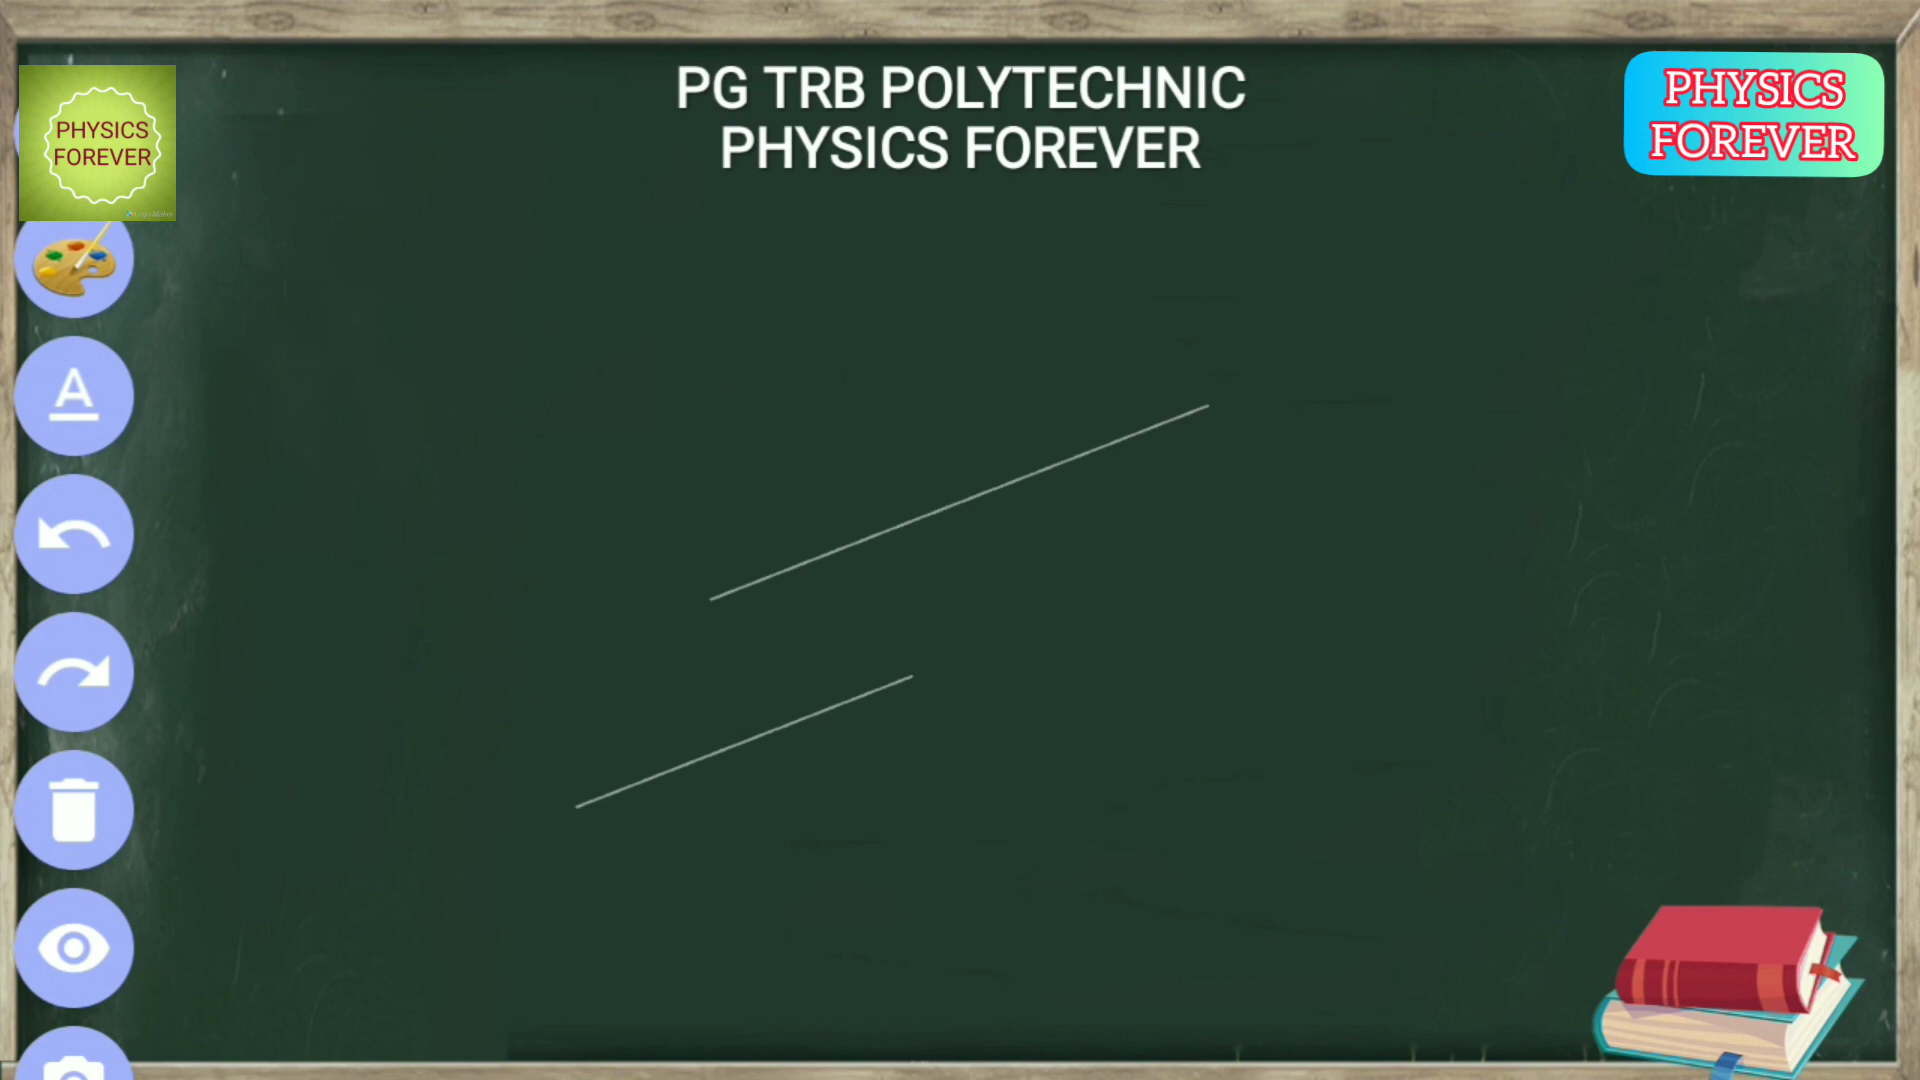 PG TRB POLYTECHNIC
PHYSICS FOREVER
PHYSICS
FOREVER
PHYSICS
FOREVER
A